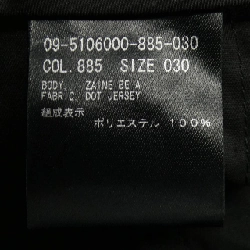 09-5106000-885-030
COL.885 SIZE 030
BODY. ZAINE BE A
FABRIC. DOT JERSEY
組成表示
ポリエステル 100%